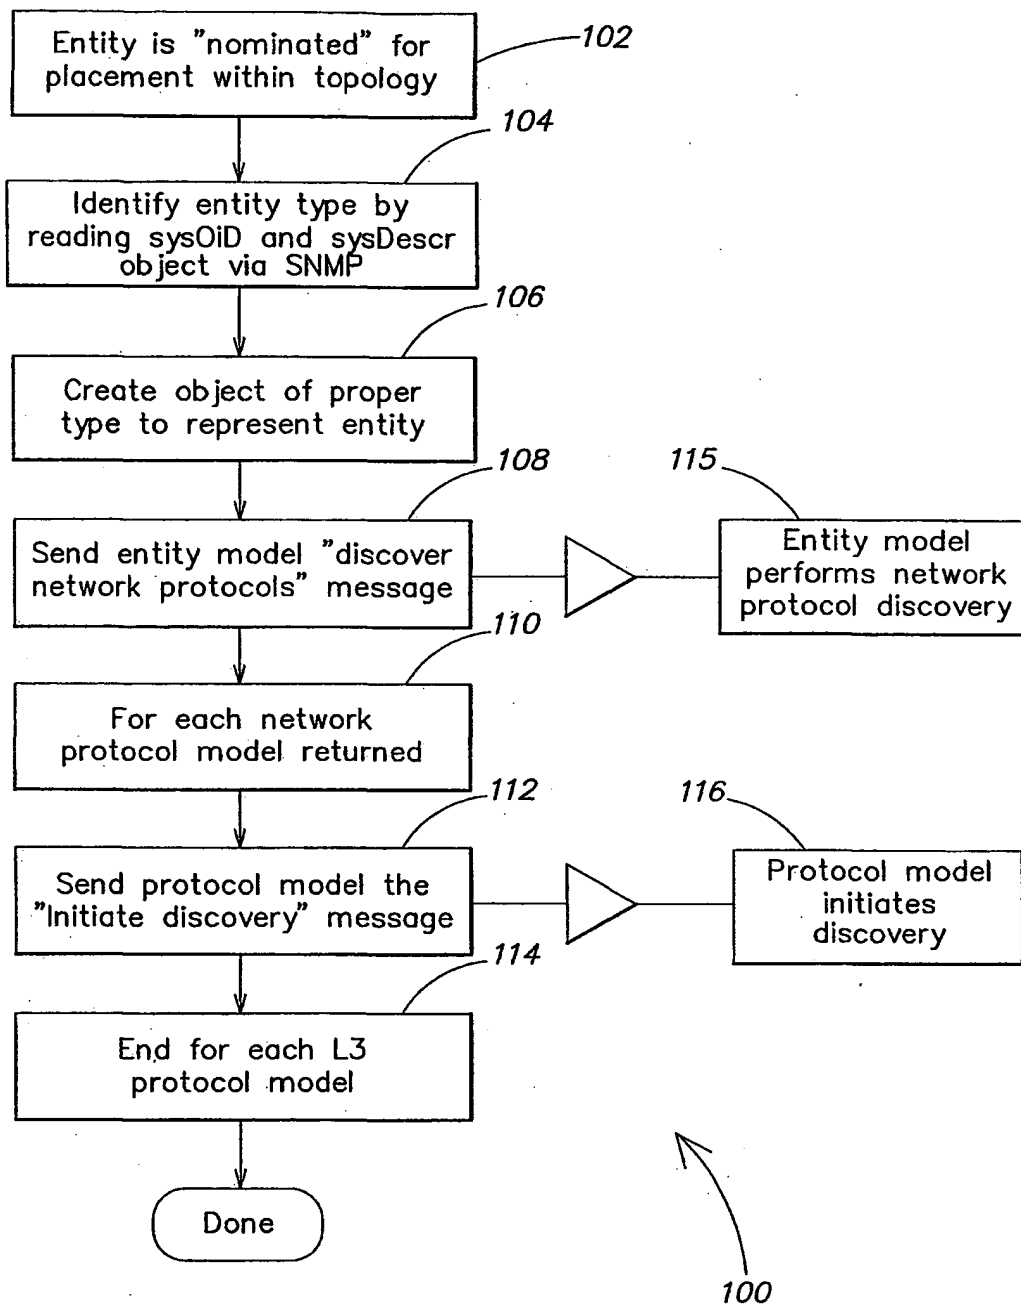 Entity is "nominated" for
placement within topology
102
104
Identify entity type by
reading sysOiD and sysDescr
object via SNMP
106
Create object of proper
type to represent entity
108
115
Send entity model "discover
network protocols" message
Entity model
performs network
protocol discovery
110
For each network
protocol model returned
112
116
Send protocol model the
"Initiate discovery" message
Protocol model
initiates
discovery
114
End for each L3
protocol model
Done
100